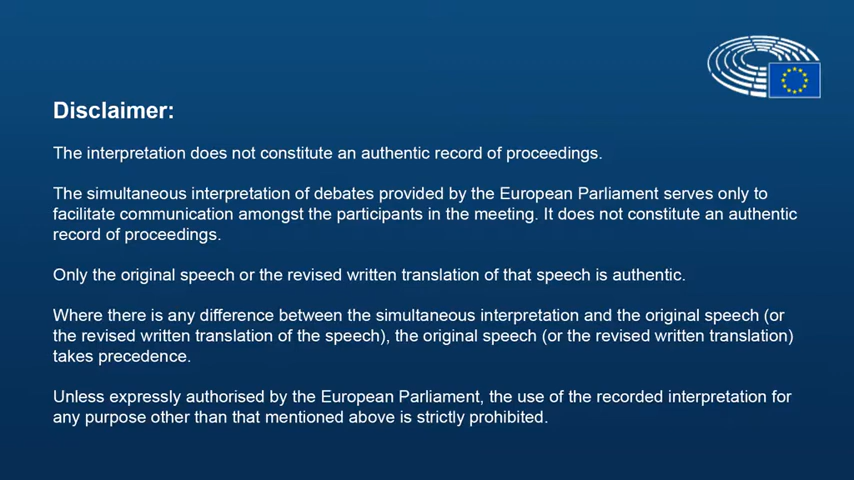 Disclaimer:
The interpretation does not constitute an authentic record of proceedings.
The simultaneous interpretation of debates provided by the European Parliament serves only to
facilitate communication amongst the participants in the meeting. It does not constitute an authentic
record of proceedings.
Only the original speech or the revised written translation of that speech is authentic.
Where there is any difference between the simultaneous interpretation and the original speech (or
the revised written translation of the speech), the original speech (or the revised written translation)
takes precedence.
Unless expressly authorised by the European Parliament, the use of the recorded interpretation for
any purpose other than that mentioned above is strictly prohibited.